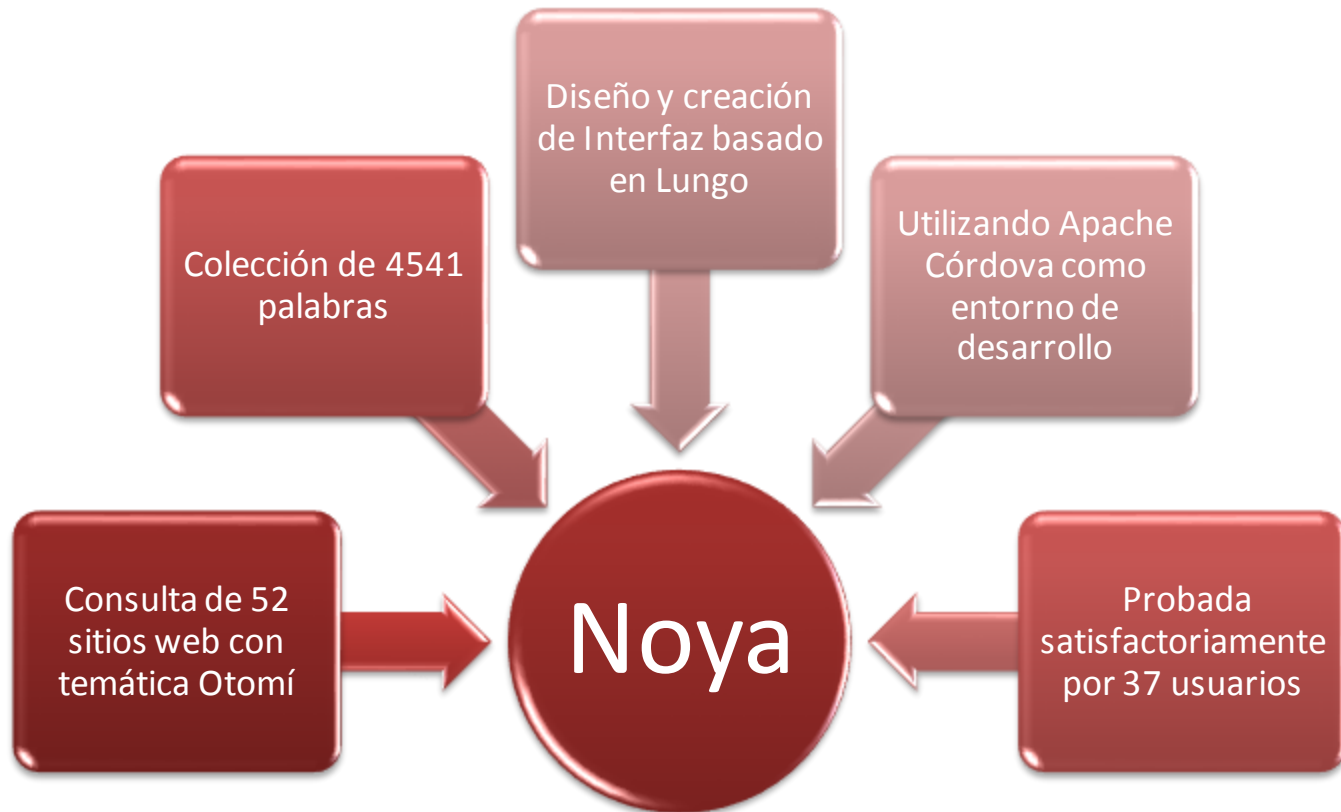 Diseño y creación
de Interfaz basado
en Lungo
Colección de 4541
palabras
Utilizando Apache
Córdova como
entorno de
desarrollo
Consulta de 52
sitios web con
temática Otomí
Noya
Probada
satisfactoriamente
por 37 usuarios